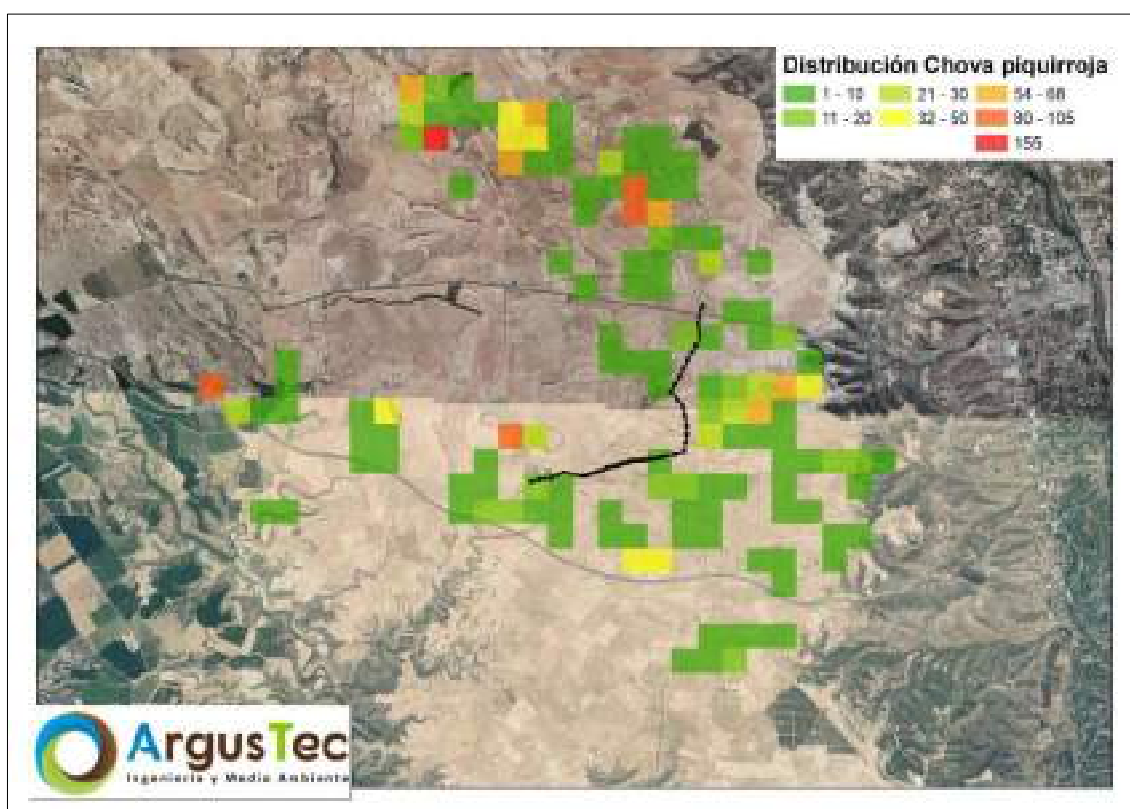 Distribución Chova piquirroja
1 - 10 21 - 30 54 - 68
11 - 20 32 - 50 80 - 105
155
ArgusTec
Ingeniería y Medio Ambiente